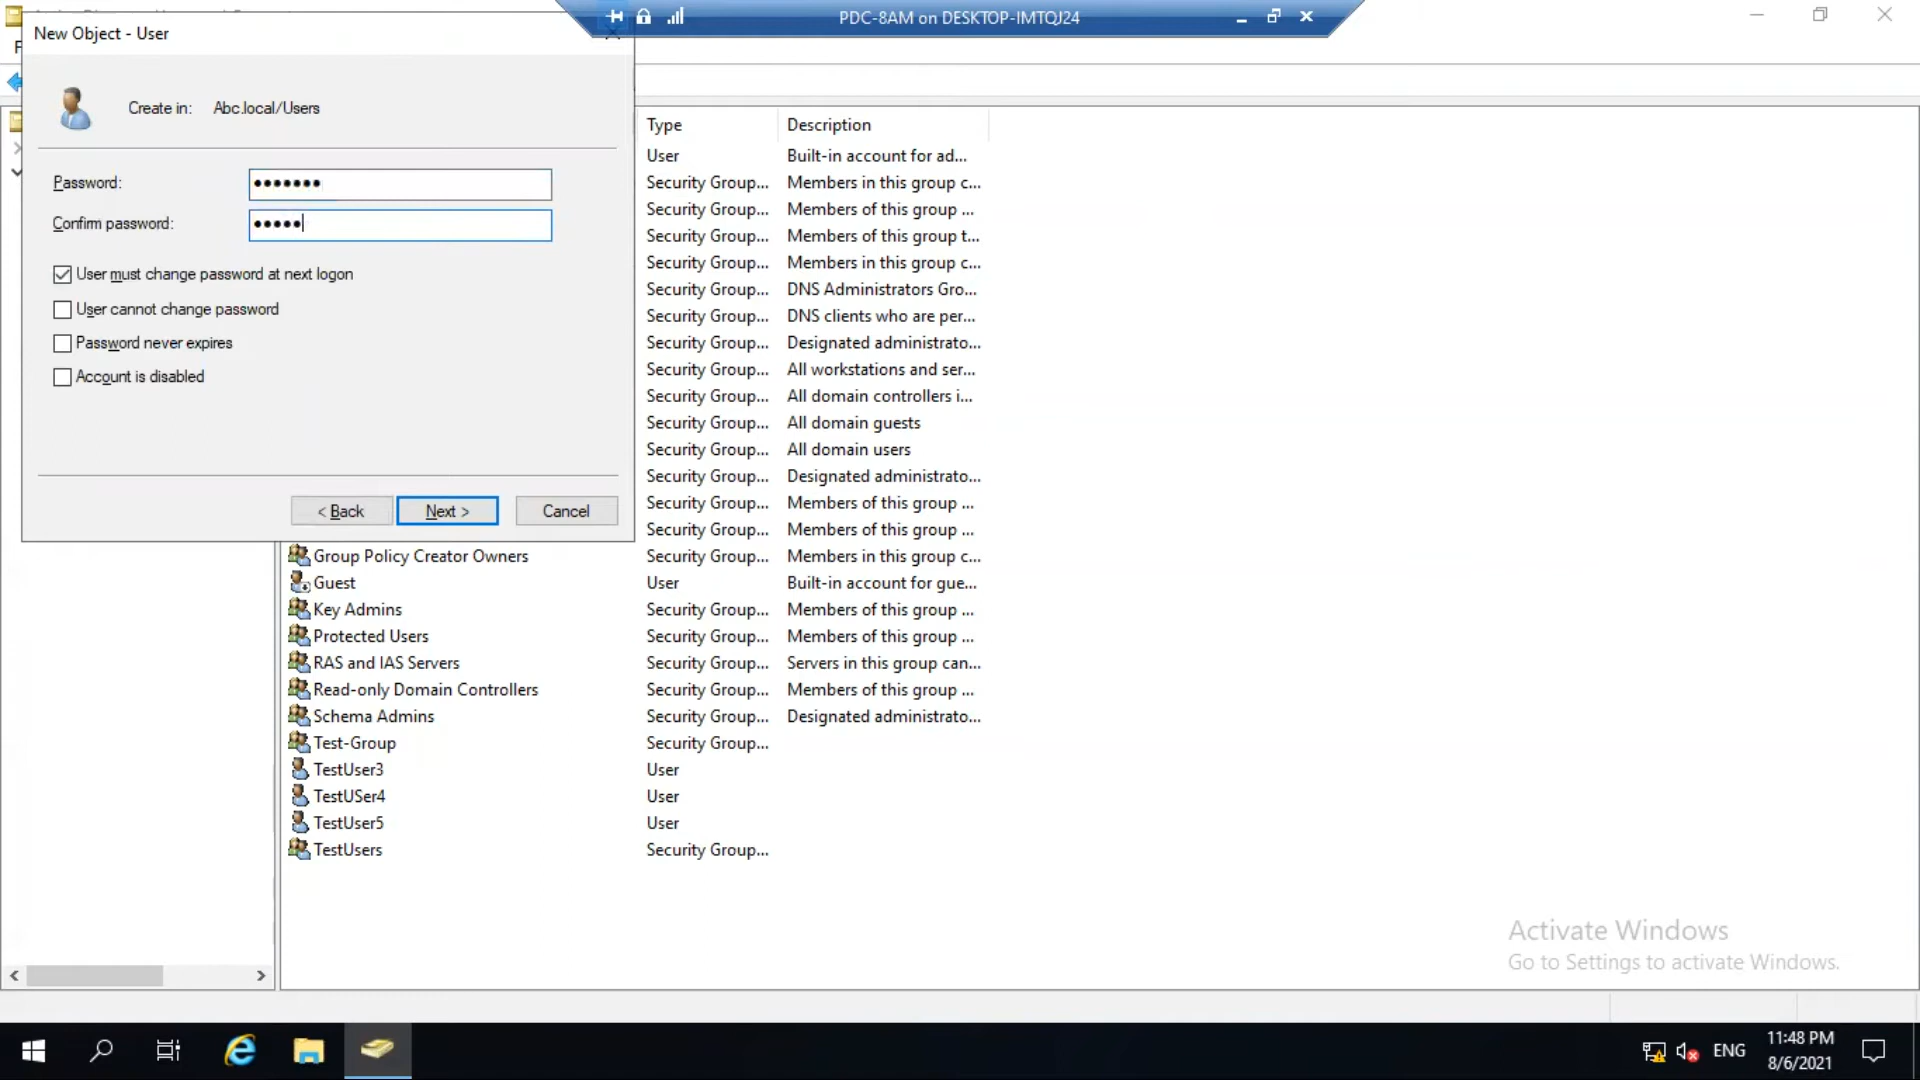 PDC-8AM on DESKTOP-IMTQJ24
New Object - User
Create in: Abc.local/Users
Password:
Confirm password:
User must change password at next logon
User cannot change password
Password never expires
Account is disabled
< Back
Next >
Cancel
Type Description
User Built-in account for ad...
Security Group... Members in this group c...
Security Group... Members of this group ...
Security Group... Members of this group t...
Security Group... Members in this group c...
Security Group... DNS Administrators Gro...
Security Group... DNS clients who are per...
Security Group... Designated administrato...
Security Group... All workstations and ser...
Security Group... All domain controllers i...
Security Group... All domain guests
Security Group... All domain users
Security Group... Designated administrato...
Security Group... Members of this group ...
Security Group... Members of this group ...
Group Policy Creator Owners Security Group... Members in this group c...
Guest User Built-in account for gue...
Key Admins Security Group... Members of this group ...
Protected Users Security Group... Members of this group ...
RAS and IAS Servers Security Group... Servers in this group can...
Read-only Domain Controllers Security Group... Members of this group ...
Schema Admins Security Group... Designated administrato...
Test-Group Security Group...
TestUser3 User
TestUSer4 User
TestUser5 User
TestUsers Security Group...
Activate Windows
Go to Settings to activate Windows.
ENG
11:48 PM
8/6/2021